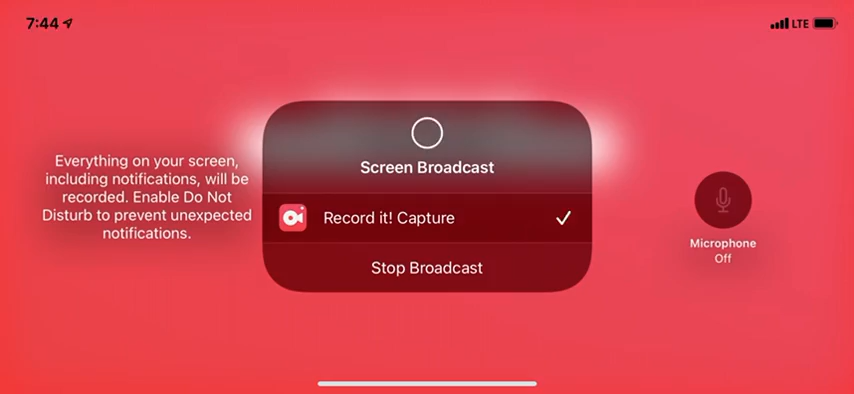 7:44
LTE
Everything on your screen,
including notifications, will be
recorded. Enable Do Not
Disturb to prevent unexpected
notifications.
Screen Broadcast
Record it! Capture
Stop Broadcast
Microphone
Off